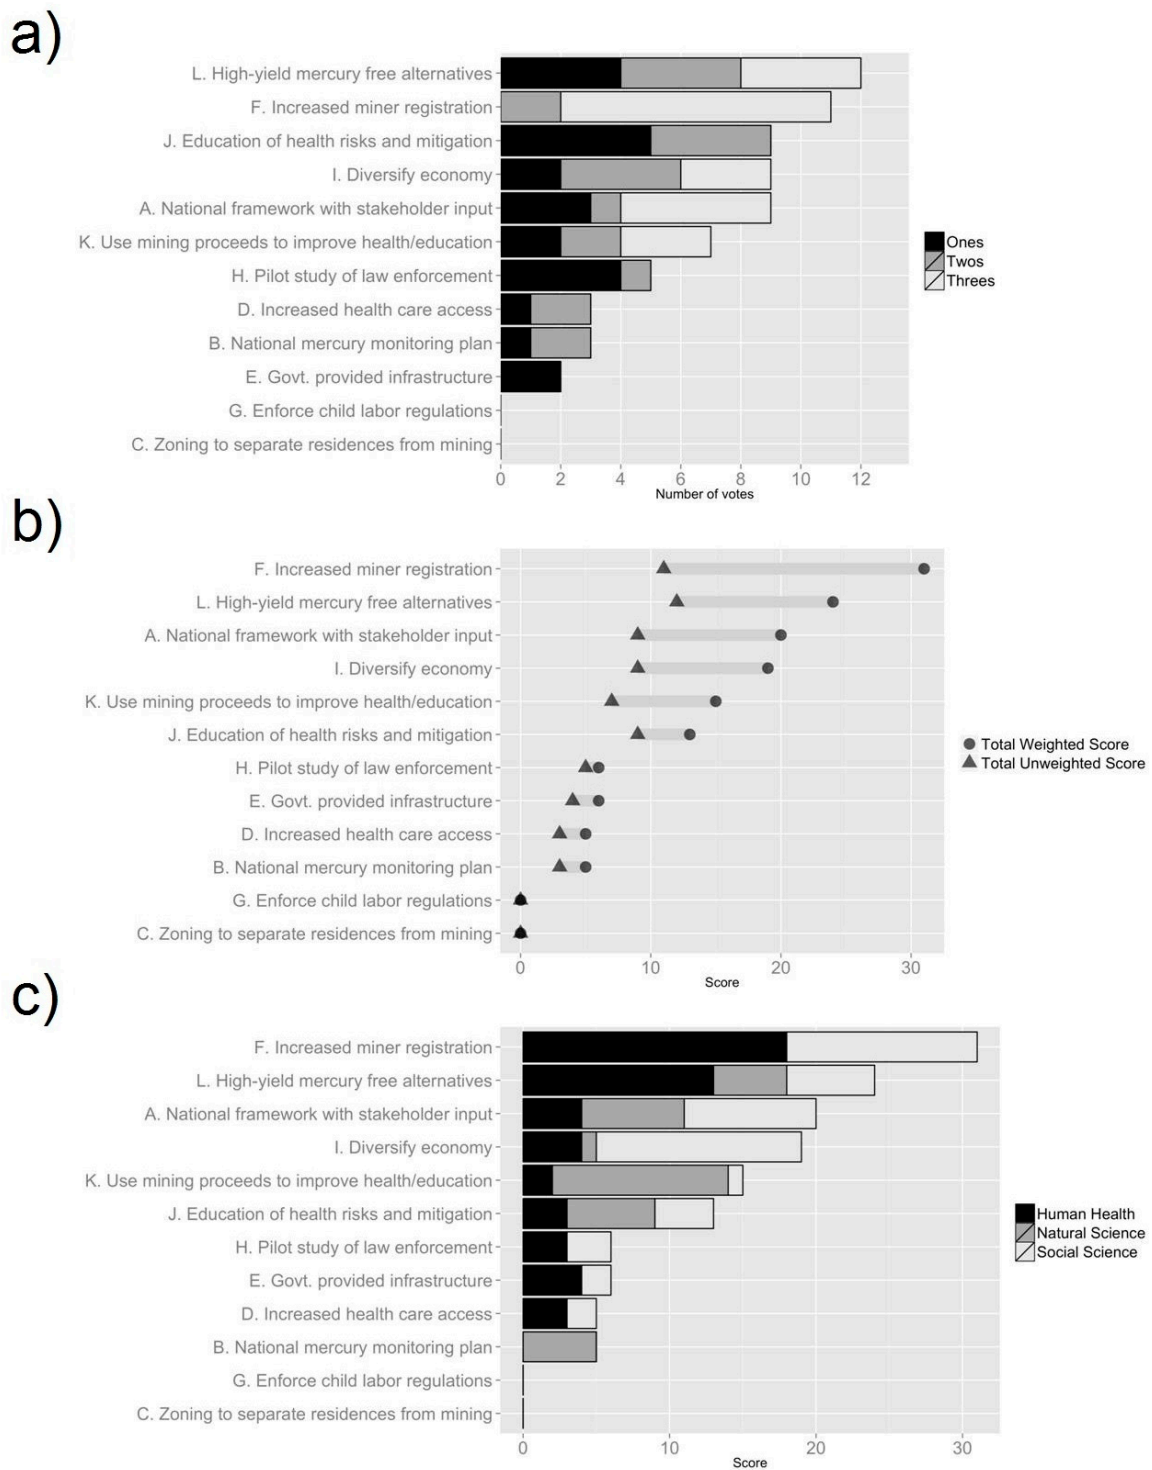 a)
L. High-yield mercury free alternatives
F. Increased miner registration
J. Education of health risks and mitigation
I. Diversify economy
A. National framework with stakeholder input
K. Use mining proceeds to improve health/education
H. Pilot study of law enforcement
D. Increased health care access
B. National mercury monitoring plan
E. Govt. provided infrastructure
G. Enforce child labor regulations
C. Zoning to separate residences from mining
0 2 4 6 8 10 12
Number of votes
Ones
Twos
Threes
b)
F. Increased miner registration
L. High-yield mercury free alternatives
A. National framework with stakeholder input
I. Diversify economy
K. Use mining proceeds to improve health/education
J. Education of health risks and mitigation
H. Pilot study of law enforcement
E. Govt. provided infrastructure
D. Increased health care access
B. National mercury monitoring plan
G. Enforce child labor regulations
C. Zoning to separate residences from mining
0 10 20 30
Score
Total Weighted Score
Total Unweighted Score
c)
F. Increased miner registration
L. High-yield mercury free alternatives
A. National framework with stakeholder input
I. Diversify economy
K. Use mining proceeds to improve health/education
J. Education of health risks and mitigation
H. Pilot study of law enforcement
E. Govt. provided infrastructure
D. Increased health care access
B. National mercury monitoring plan
G. Enforce child labor regulations
C. Zoning to separate residences from mining
0 10 20 30
Score
Human Health
Natural Science
Social Science